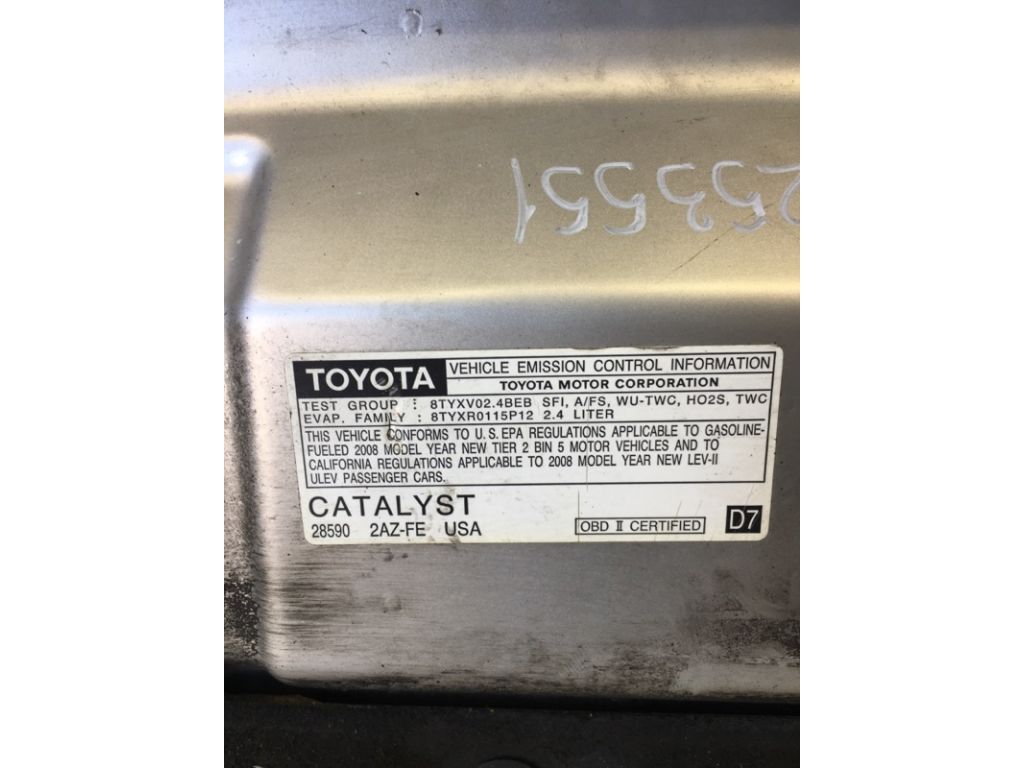 253551
TOYOTA VEHICLE EMISSION CONTROL INFORMATION
TOYOTA MOTOR CORPORATION
TEST GROUP : 8TYXV02.4BEB SFI, A/FS, WU-TWC, HO2S, TWC
EVAP. FAMILY : 8TYXR0115P12 2.4 LITER
THIS VEHICLE CONFORMS TO U.S.EPA REGULATIONS APPLICABLE TO GASOLINE-
FUELED 2008 MODEL YEAR NEW TIER 2 BIN 5 MOTOR VEHICLES AND TO
CALIFORNIA REGULATIONS APPLICABLE TO 2008 MODEL YEAR NEW LEV-II
ULEV PASSENGER CARS.
CATALYST
28590 2AZ-FE USA OBD II CERTIFIED D7